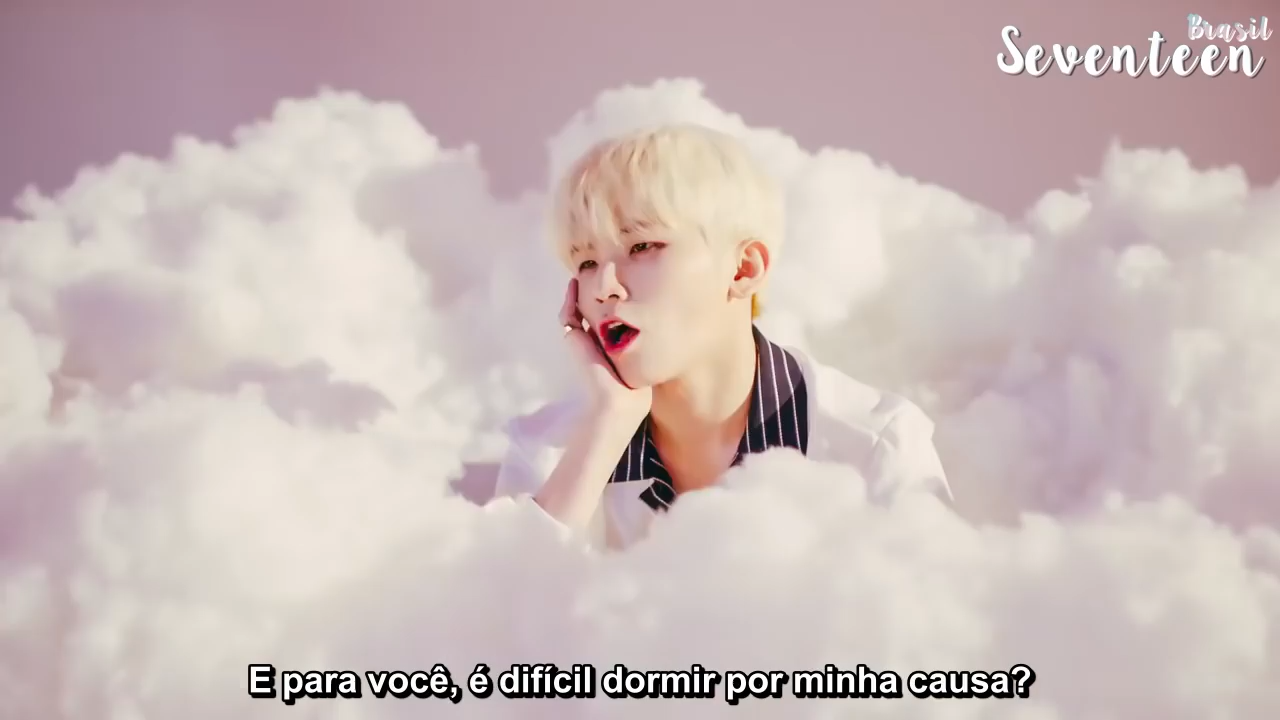 Brasil
Seventeen
E para você, é difícil dormir por minha causa?